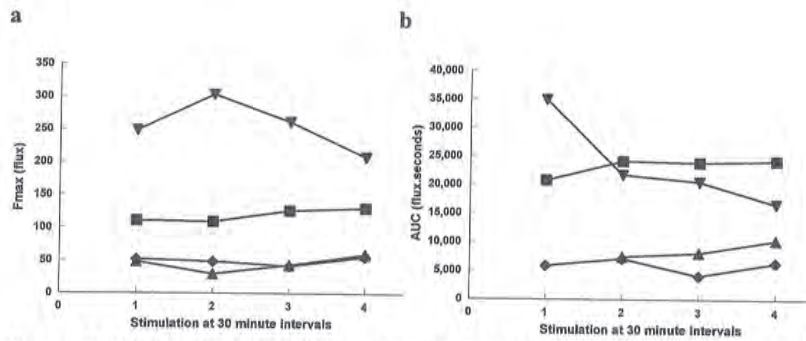 a
350
300
250
200
150
100
50
0
Fmax (flux)
0 1 2 3 4
Stimulation at 30 minute intervals
b
40,000
35,000
30,000
25,000
20,000
15,000
10,000
5,000
0
AUC (flux.seconds)
0 1 2 3 4
Stimulation at 30 minute intervals